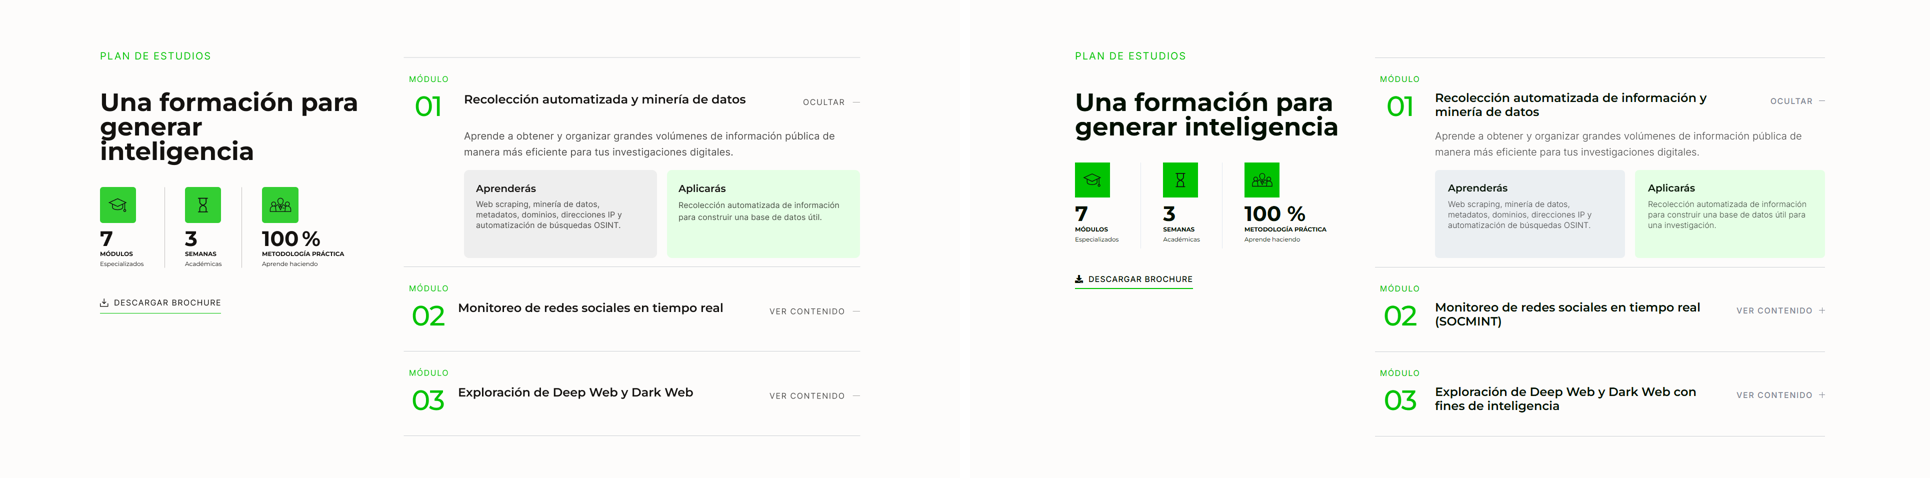 PLAN DE ESTUDIOS
Una formación para
generar
inteligencia
7
MÓDULOS
Especializados
3
SEMANAS
Académicas
100 %
METODOLOGÍA PRÁCTICA
Aprende haciendo
DESCARGAR BROCHURE
MÓDULO
01
Recolección automatizada y minería de datos
OCULTAR
Aprende a obtener y organizar grandes volúmenes de información pública de
manera más eficiente para tus investigaciones digitales.
Aprenderás
Web scraping, minería de datos,
metadatos, dominios, direcciones IP y
automatización de búsquedas OSINT.
Aplicarás
Recolección automatizada de información
para construir una base de datos útil.
MÓDULO
02
Monitoreo de redes sociales en tiempo real
VER CONTENIDO
MÓDULO
03
Exploración de Deep Web y Dark Web
VER CONTENIDO
PLAN DE ESTUDIOS
Una formación para
generar inteligencia
7
MÓDULOS
Especializados
3
SEMANAS
Académicas
100 %
METODOLOGÍA PRÁCTICA
Aprende haciendo
DESCARGAR BROCHURE
MÓDULO
01
Recolección automatizada de información y
minería de datos
OCULTAR
Aprende a obtener y organizar grandes volúmenes de información pública de
manera más eficiente para tus investigaciones digitales.
Aprenderás
Web scraping, minería de datos,
metadatos, dominios, direcciones IP y
automatización de búsquedas OSINT.
Aplicarás
Recolección automatizada de información
para construir una base de datos útil para
una investigación.
MÓDULO
02
Monitoreo de redes sociales en tiempo real
(SOCMINT)
VER CONTENIDO
MÓDULO
03
Exploración de Deep Web y Dark Web con
fines de inteligencia
VER CONTENIDO